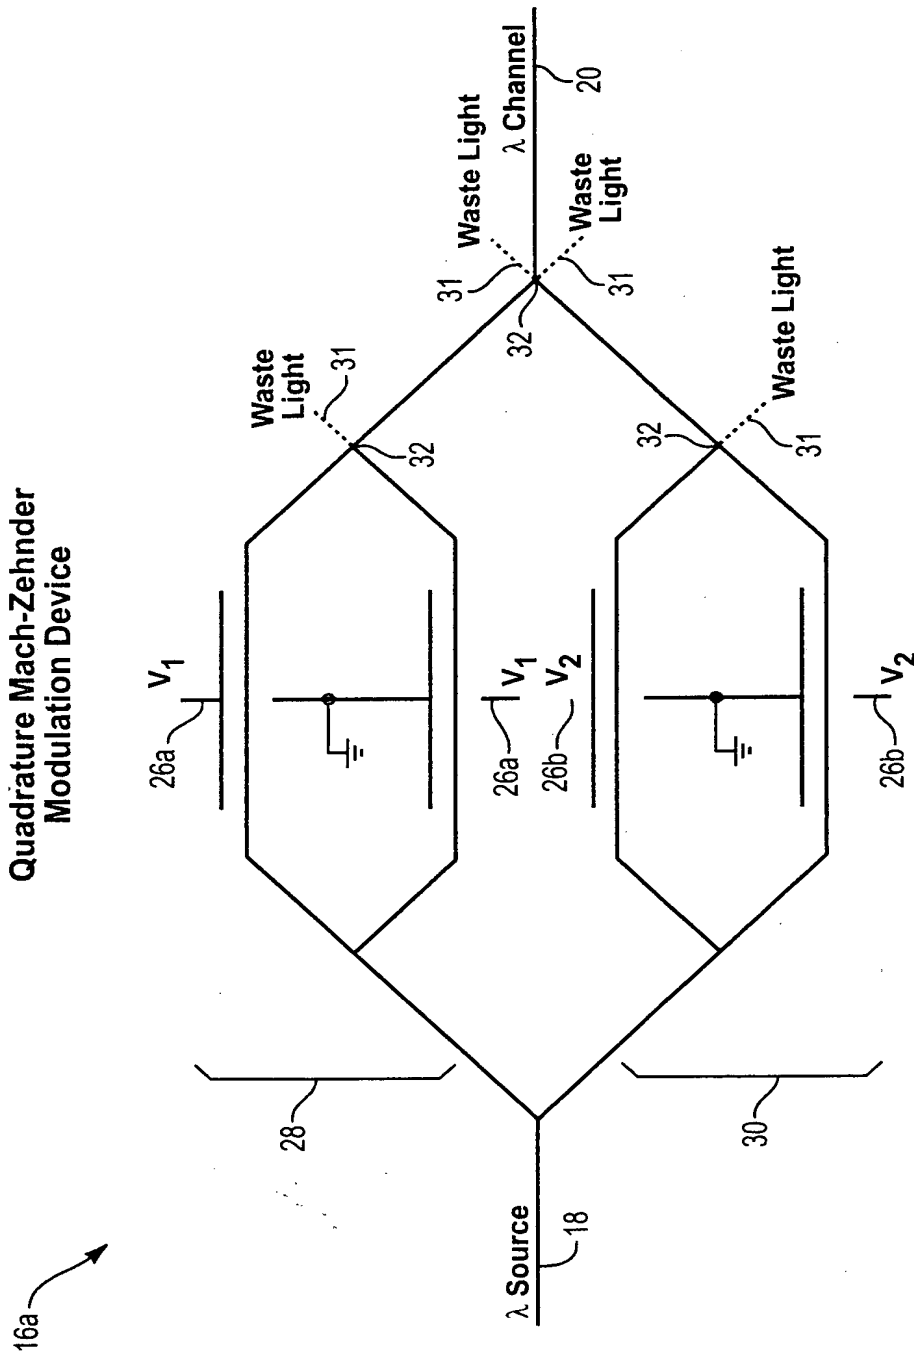 Quadrature Mach-Zehnder
Modulation Device
16a
λ Source
18
28
30
V1
26a
26a
V1
V2
26b
V2
26b
Waste
Light
31
32
32
31
Waste Light
Waste Light
31
32
31
Waste
Light
λ Channel
20